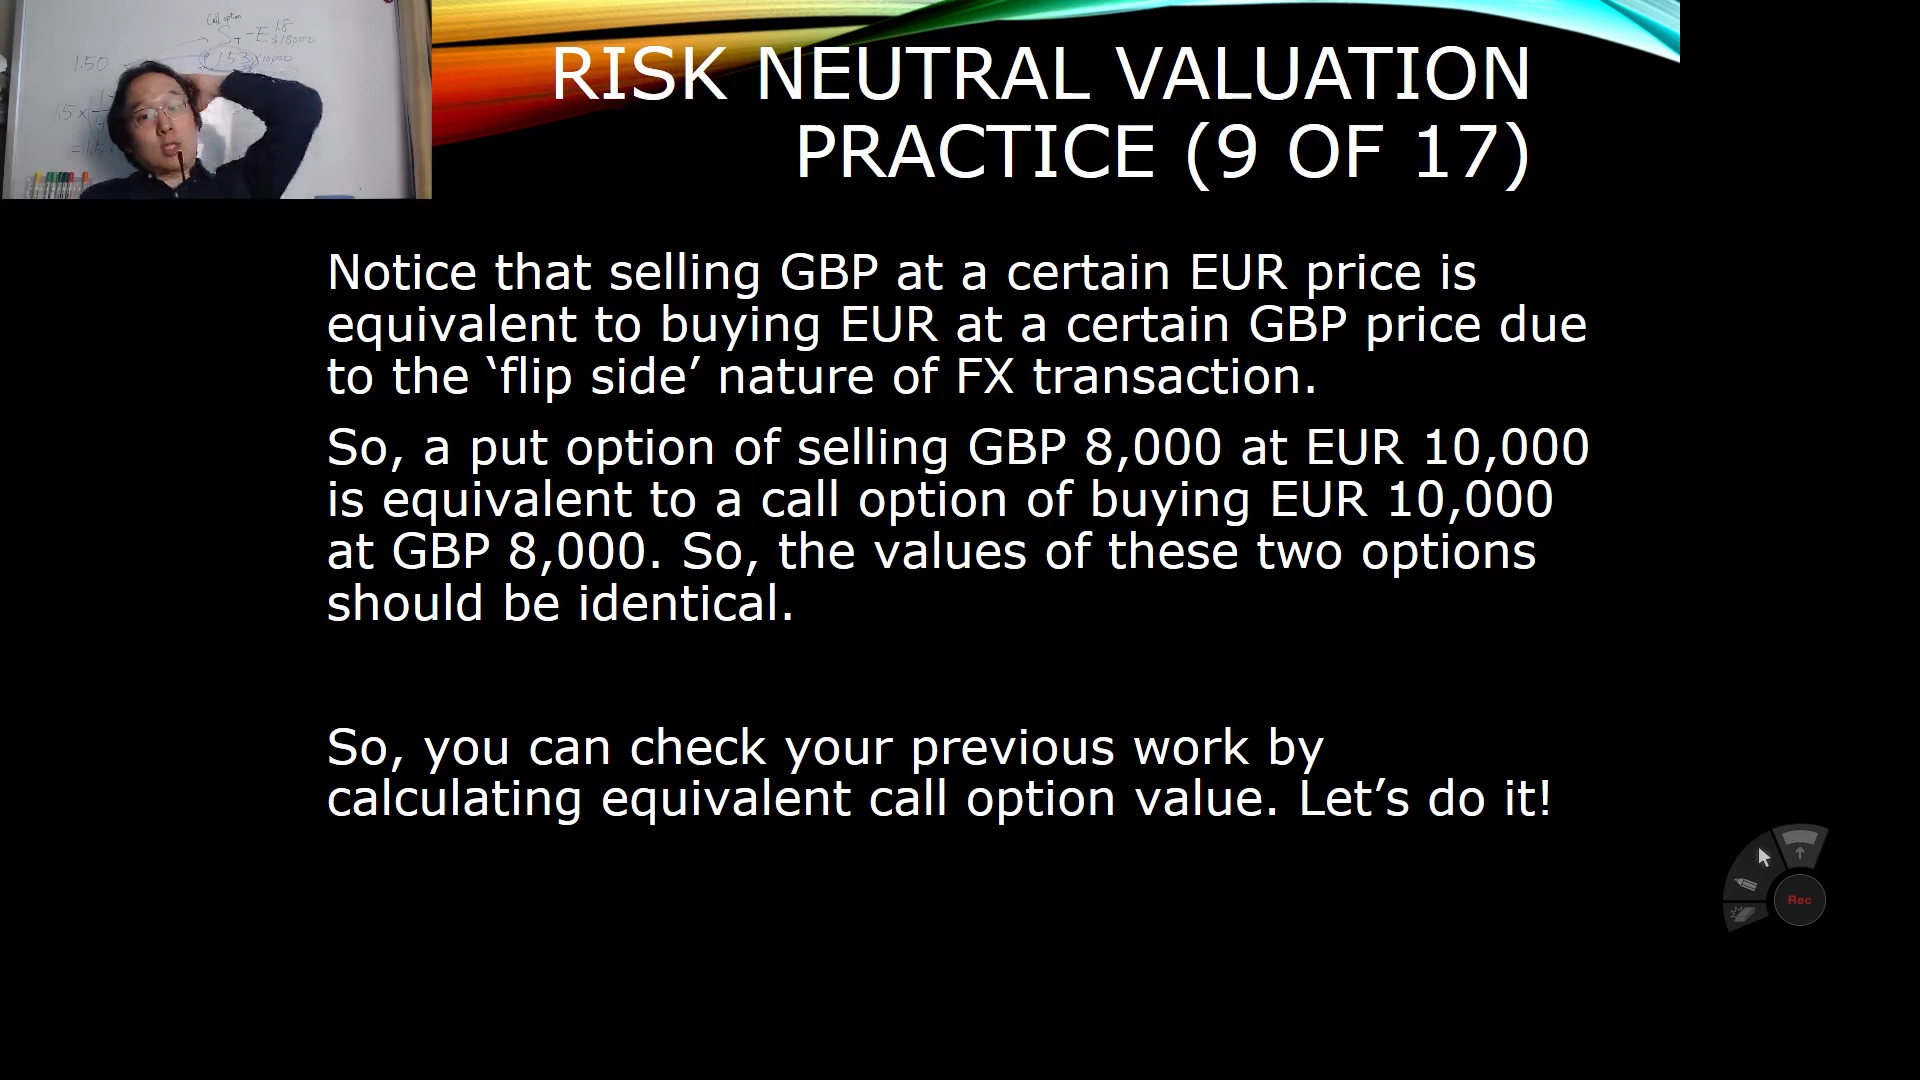 Call option
1.50
RISK NEUTRAL VALUATION
PRACTICE (9 OF 17)
Notice that selling GBP at a certain EUR price is
equivalent to buying EUR at a certain GBP price due
to the ‘flip side’ nature of FX transaction.
So, a put option of selling GBP 8,000 at EUR 10,000
is equivalent to a call option of buying EUR 10,000
at GBP 8,000. So, the values of these two options
should be identical.
So, you can check your previous work by
calculating equivalent call option value. Let’s do it!
Rec